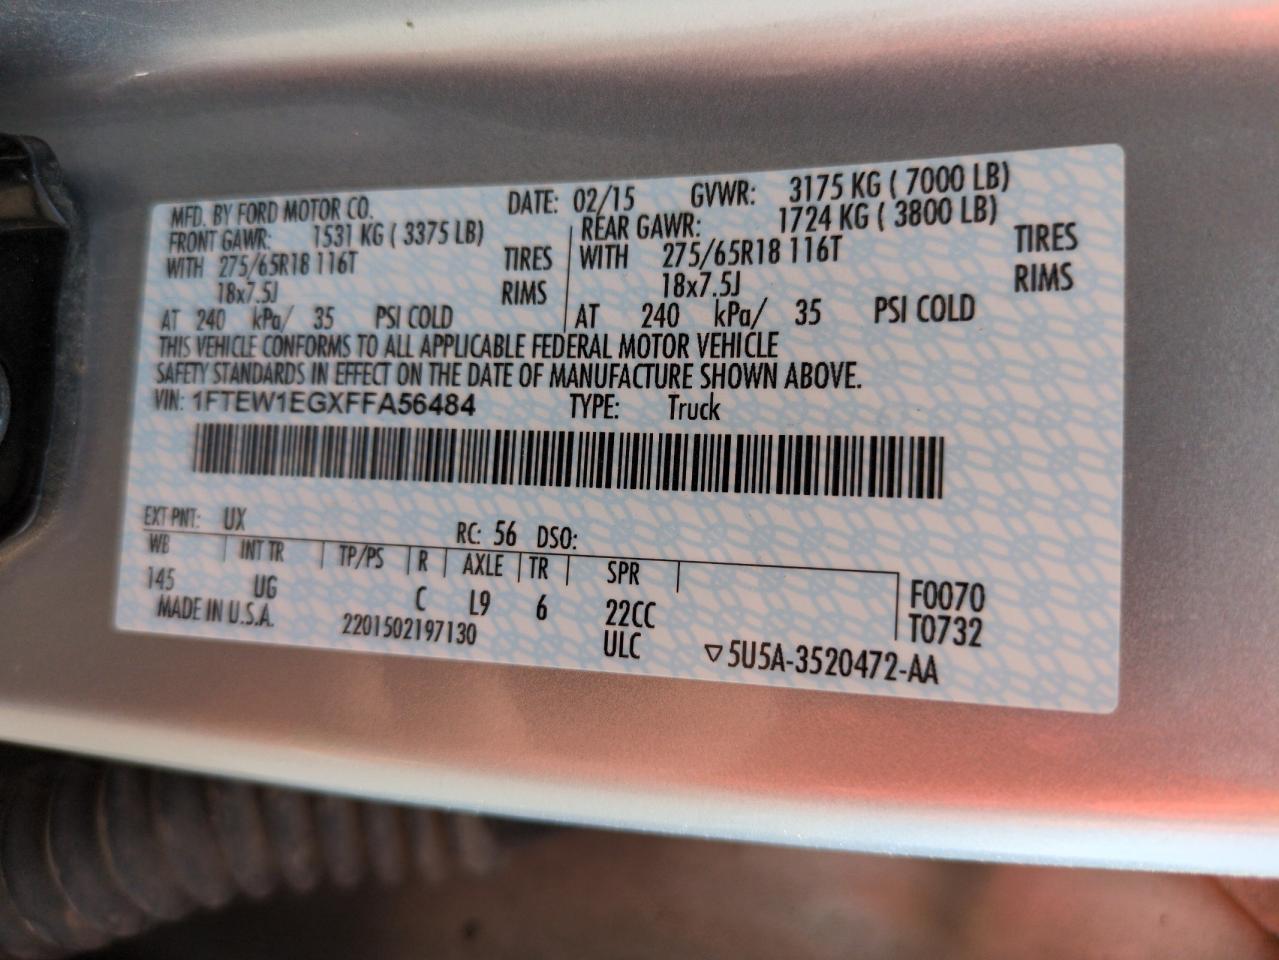 MFD. BY FORD MOTOR CO. DATE: 02/15 GVWR: 3175 KG ( 7000 LB)
FRONT GAWR: 1531 KG ( 3375 LB) REAR GAWR: 1724 KG ( 3800 LB)
WITH 275/65R18 116T TIRES WITH 275/65R18 116T TIRES
18x7.5J RIMS 18x7.5J RIMS
AT 240 kPa/ 35 PSI COLD AT 240 kPa/ 35 PSI COLD
THIS VEHICLE CONFORMS TO ALL APPLICABLE FEDERAL MOTOR VEHICLE
SAFETY STANDARDS IN EFFECT ON THE DATE OF MANUFACTURE SHOWN ABOVE.
VIN: 1FTEW1EGXFFA56484 TYPE: Truck
EXT PNT: UX RC: 56 DSO:
WB INT TR TP/PS R AXLE TR SPR
145 UG C L9 6 22CC F0070
MADE IN U.S.A. 2201502197130 ULC T0732
▽5U5A-3520472-AA